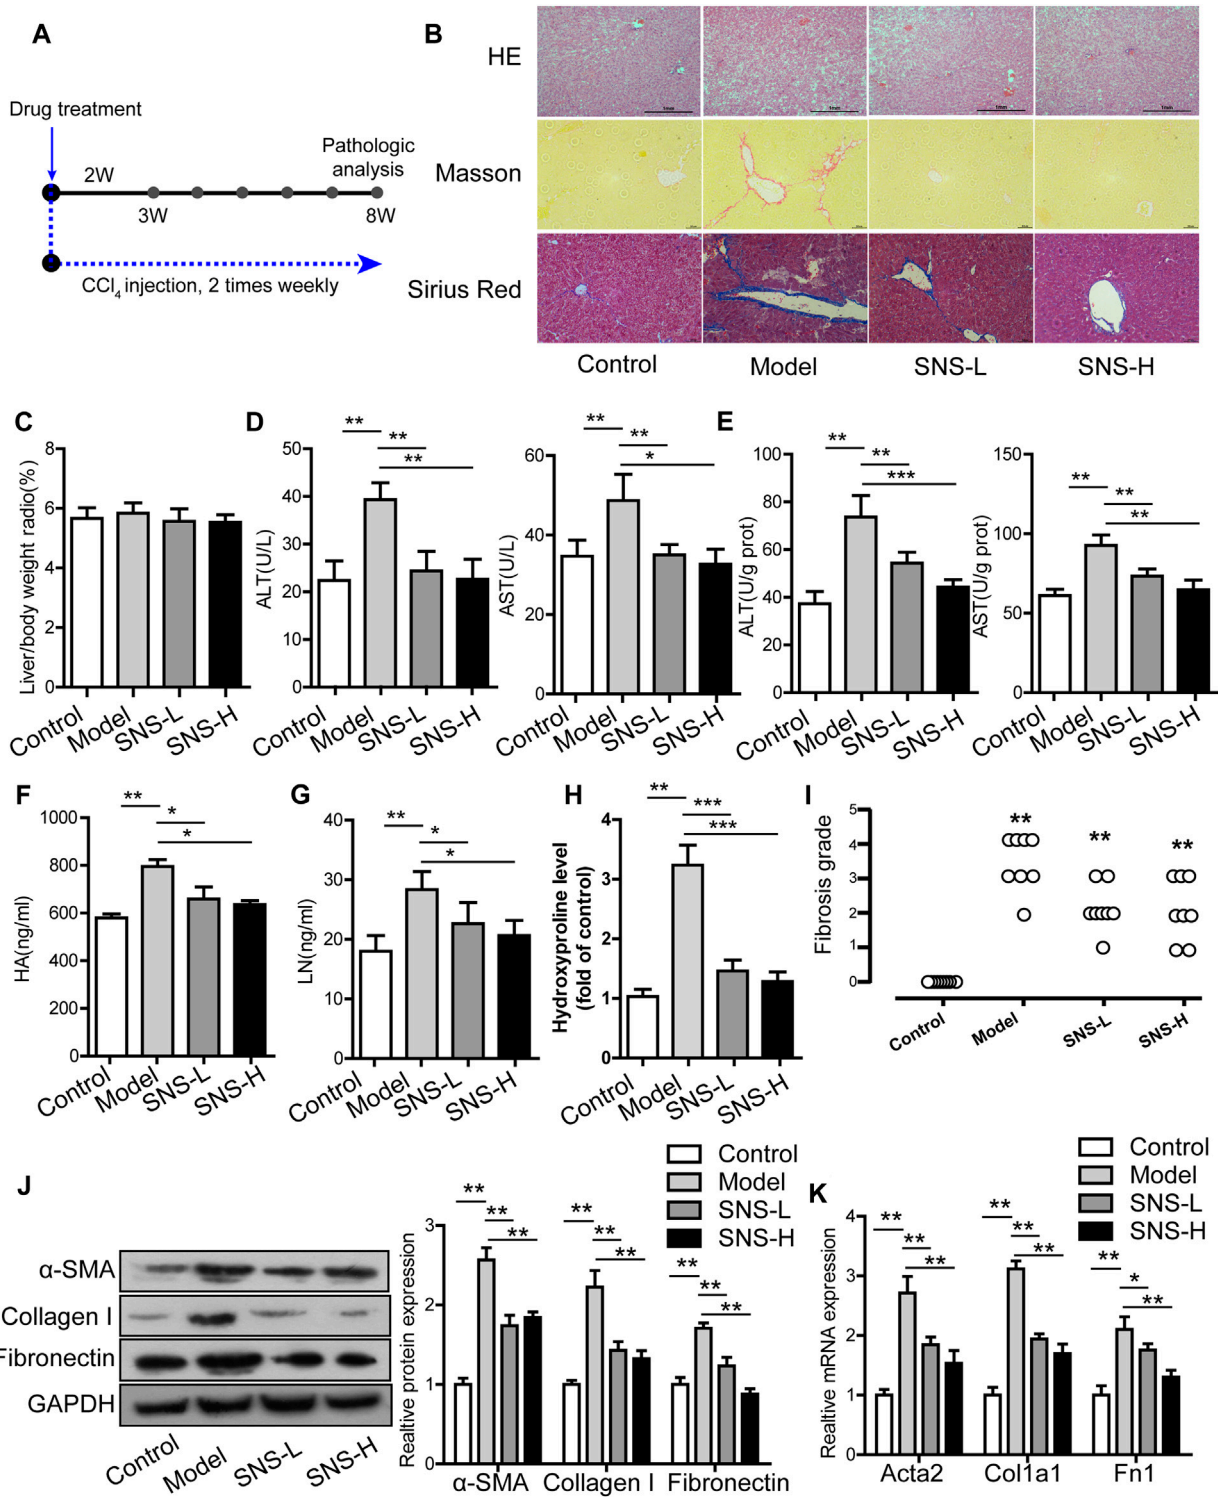 A
Drug treatment
2W
Pathologic
analysis
3W
8W
CCl4 injection, 2 times weekly
B
HE
1mm
1mm
1mm
Masson
Sirius Red
Control
Model
SNS-L
SNS-H
C
Liver/body weight radio(%)
8
6
4
2
0
Control
Model
SNS-L
SNS-H
D
ALT(U/L)
50
40
30
20
10
0
**
**
**
Control
Model
SNS-L
SNS-H
AST(U/L)
60
40
20
0
**
**
*
Control
Model
SNS-L
SNS-H
E
ALT(U/g prot)
100
80
60
40
20
0
**
**
***
Control
Model
SNS-L
SNS-H
AST(U/g prot)
150
100
50
0
**
**
**
Control
Model
SNS-L
SNS-H
F
HA(ng/ml)
1000
800
600
400
200
0
**
*
*
Control
Model
SNS-L
SNS-H
G
LN(ng/ml)
40
30
20
10
0
**
*
*
Control
Model
SNS-L
SNS-H
H
Hydroxyproline level
(fold of control)
4
3
2
1
0
**
***
***
Control
Model
SNS-L
SNS-H
I
Fibrosis grade
5
4
3
2
1
0
**
**
**
Control
Model
SNS-L
SNS-H
J
α-SMA
Collagen I
Fibronectin
GAPDH
Control
Model
SNS-L
SNS-H
Control
Model
SNS-L
SNS-H
Realtive protein expression
3
2
1
0
**
**
**
**
**
**
**
**
**
α-SMA
Collagen I
Fibronectin
K
Control
Model
SNS-L
SNS-H
Realtive mRNA expression
4
3
2
1
0
**
**
**
**
**
**
**
*
**
Acta2
Col1a1
Fn1